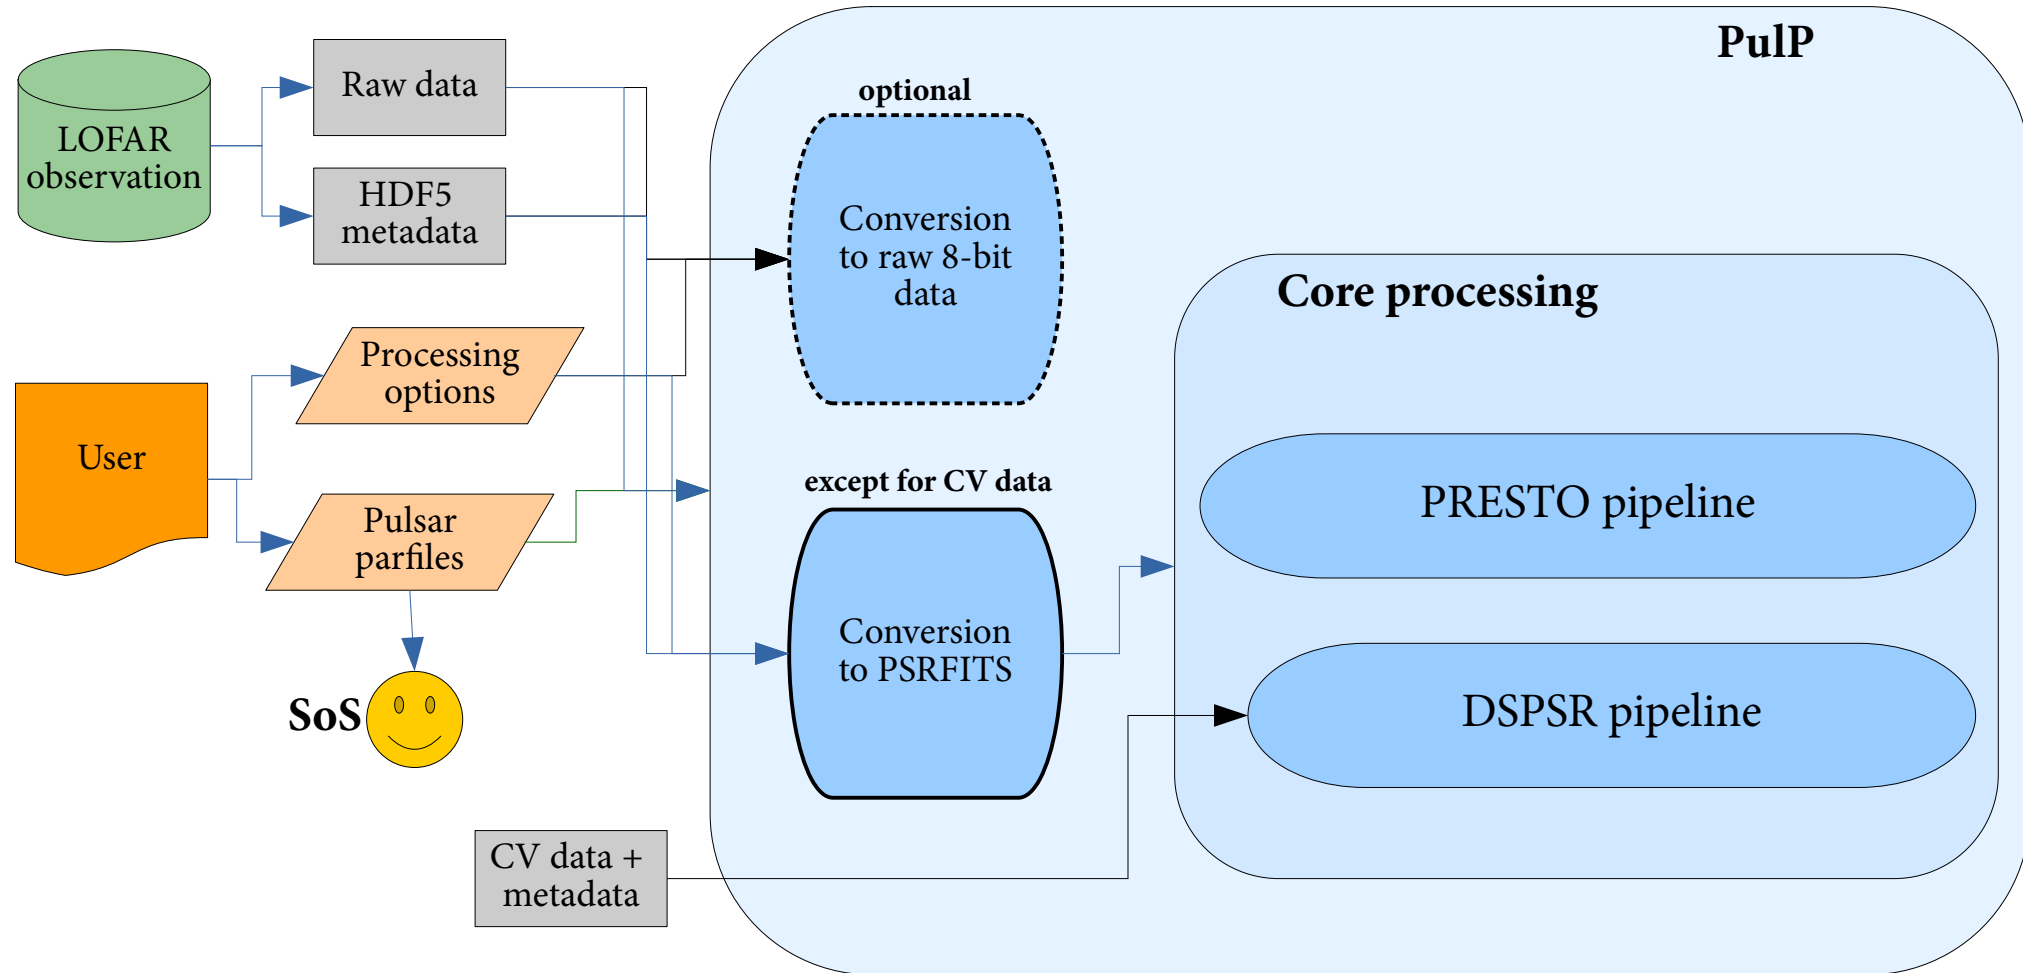 PulP
Raw data
optional
LOFAR
observation
HDF5
metadata
Conversion
to raw 8-bit
data
Core processing
Processing
options
User
except for CV data
PRESTO pipeline
Pulsar
parfiles
Conversion
to PSRFITS
DSPSR pipeline
SoS
CV data +
metadata